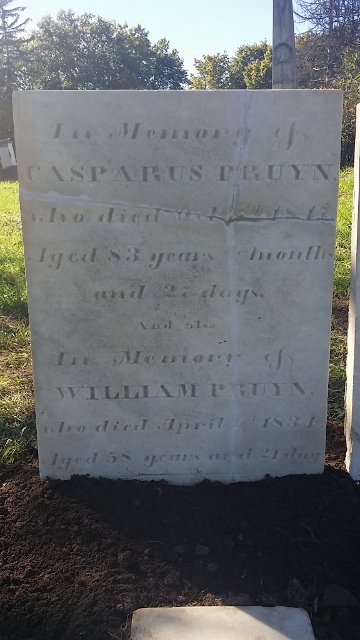 In Memory of
CASPARUS PRUYN
who died
Aged 83 years months
and days,
And also
In Memory of
WILLIAM PRUYN,
who died April
Aged 58 years and 21 days